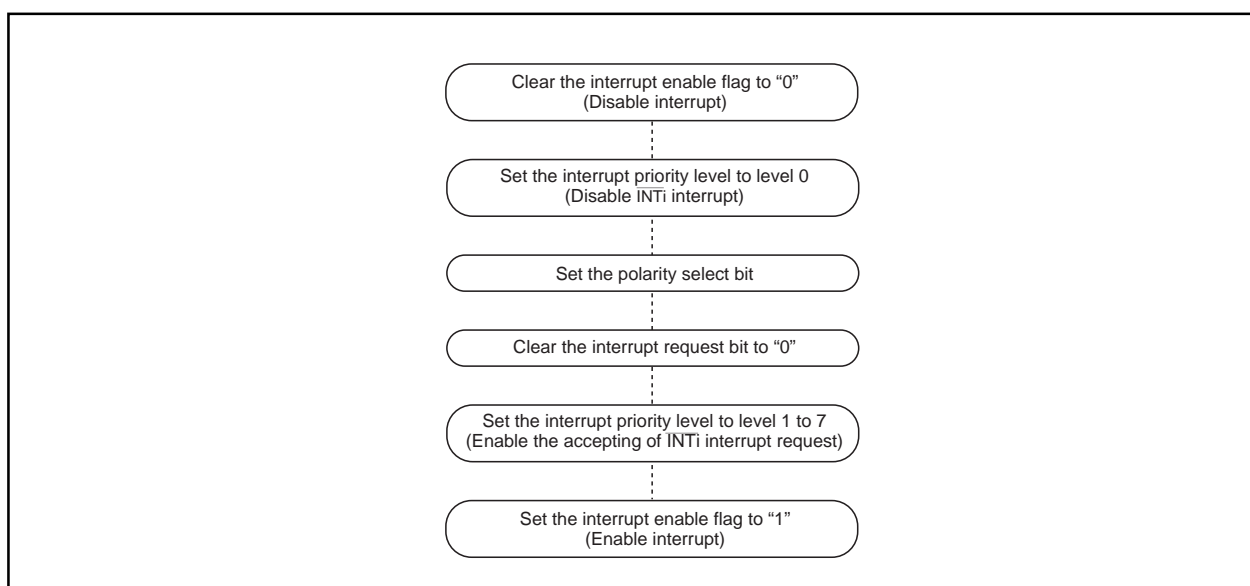 Clear the interrupt enable flag to “0”
(Disable interrupt)
Set the interrupt priority level to level 0
(Disable INTi interrupt)
Set the polarity select bit
Clear the interrupt request bit to “0”
Set the interrupt priority level to level 1 to 7
(Enable the accepting of INTi interrupt request)
Set the interrupt enable flag to “1”
(Enable interrupt)